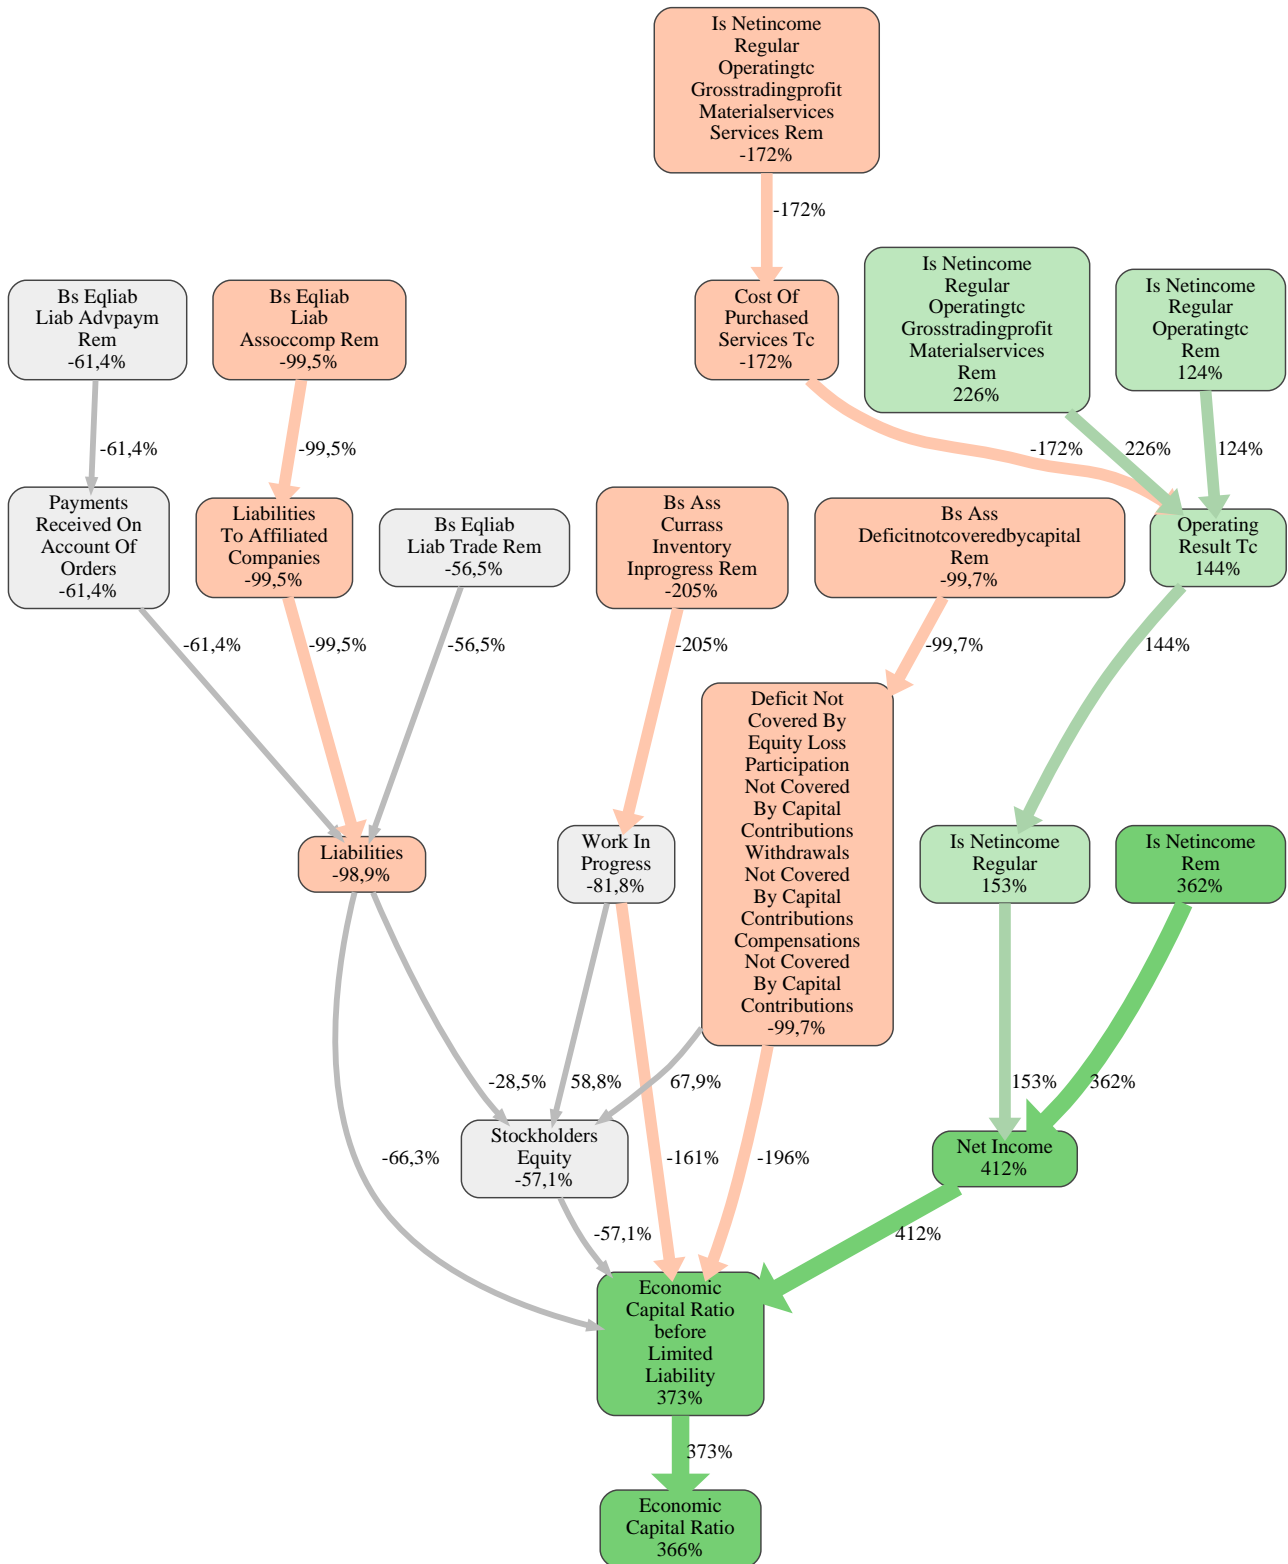 Is Netincome
Regular
Operatingtc
Grosstradingprofit
Materialservices
Services Rem
-172%
-172%
Bs Eqliab
Liab Advpaym
Rem
-61,4%
Bs Eqliab
Liab
Assoccomp Rem
-99,5%
Cost Of
Purchased
Services Tc
-172%
Is Netincome
Regular
Operatingtc
Grosstradingprofit
Materialservices
Rem
226%
Is Netincome
Regular
Operatingtc
Rem
124%
-61,4%
-99,5%
-172%
226%
124%
Payments
Received On
Account Of
Orders
-61,4%
Liabilities
To Affiliated
Companies
-99,5%
Bs Eqliab
Liab Trade Rem
-56,5%
Bs Ass
Currass
Inventory
Inprogress Rem
-205%
Bs Ass
Deficitnotcoveredbycapital
Rem
-99,7%
Operating
Result Tc
144%
-61,4%
-99,5%
-56,5%
-205%
-99,7%
144%
Liabilities
-98,9%
Work In
Progress
-81,8%
Deficit Not
Covered By
Equity Loss
Participation
Not Covered
By Capital
Contributions
Withdrawals
Not Covered
By Capital
Contributions
Compensations
Not Covered
By Capital
Contributions
-99,7%
Is Netincome
Regular
153%
Is Netincome
Rem
362%
-28,5%
58,8%
67,9%
153%
362%
-66,3%
Stockholders
Equity
-57,1%
-161%
-196%
Net Income
412%
-57,1%
412%
Economic
Capital Ratio
before
Limited
Liability
373%
373%
Economic
Capital Ratio
366%